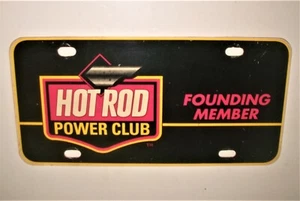 HOT ROD
POWER CLUB
FOUNDING
MEMBER